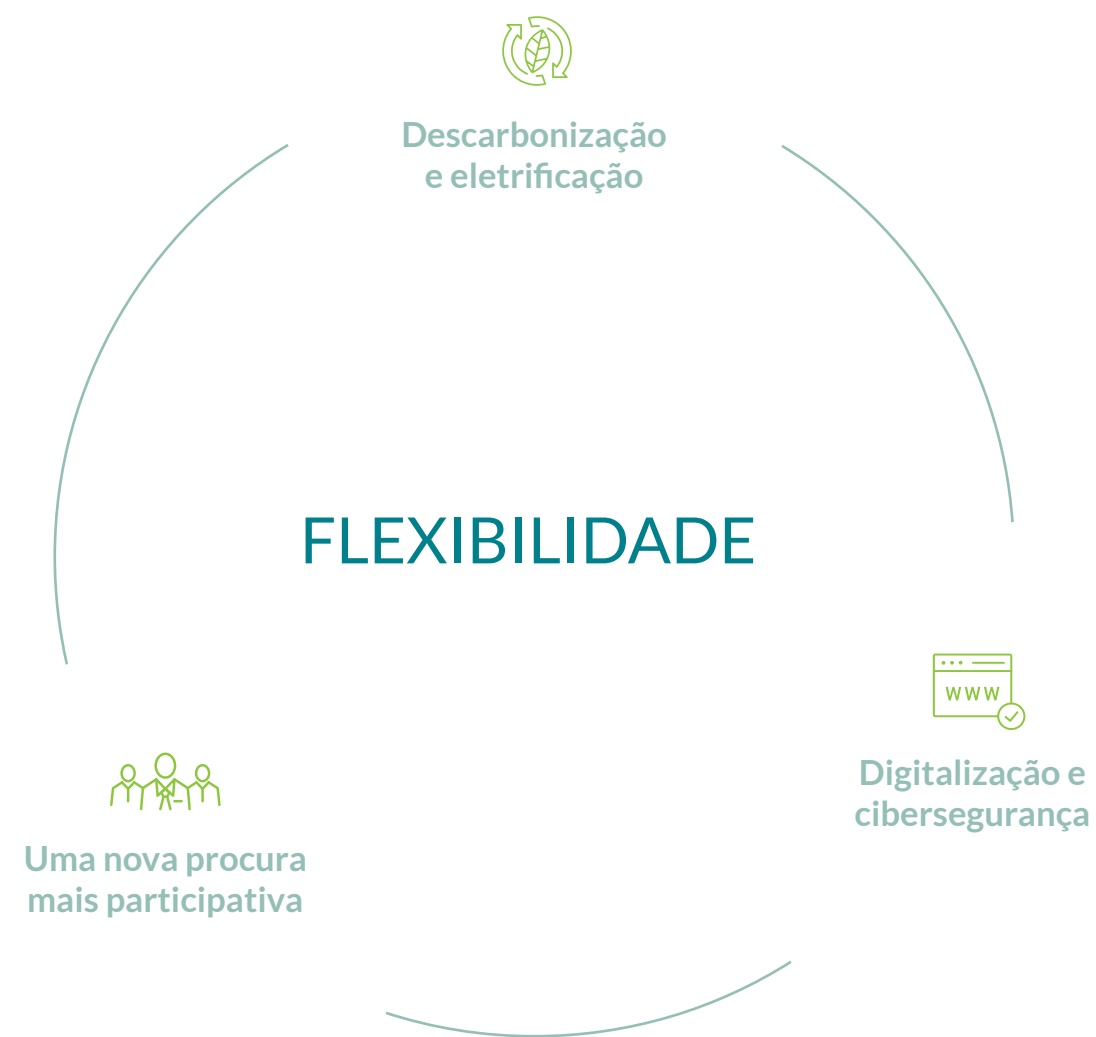 Descarbonização
e eletrificação
FLEXIBILIDADE
WWW
Digitalização e
cibersegurança
Uma nova procura
mais participativa